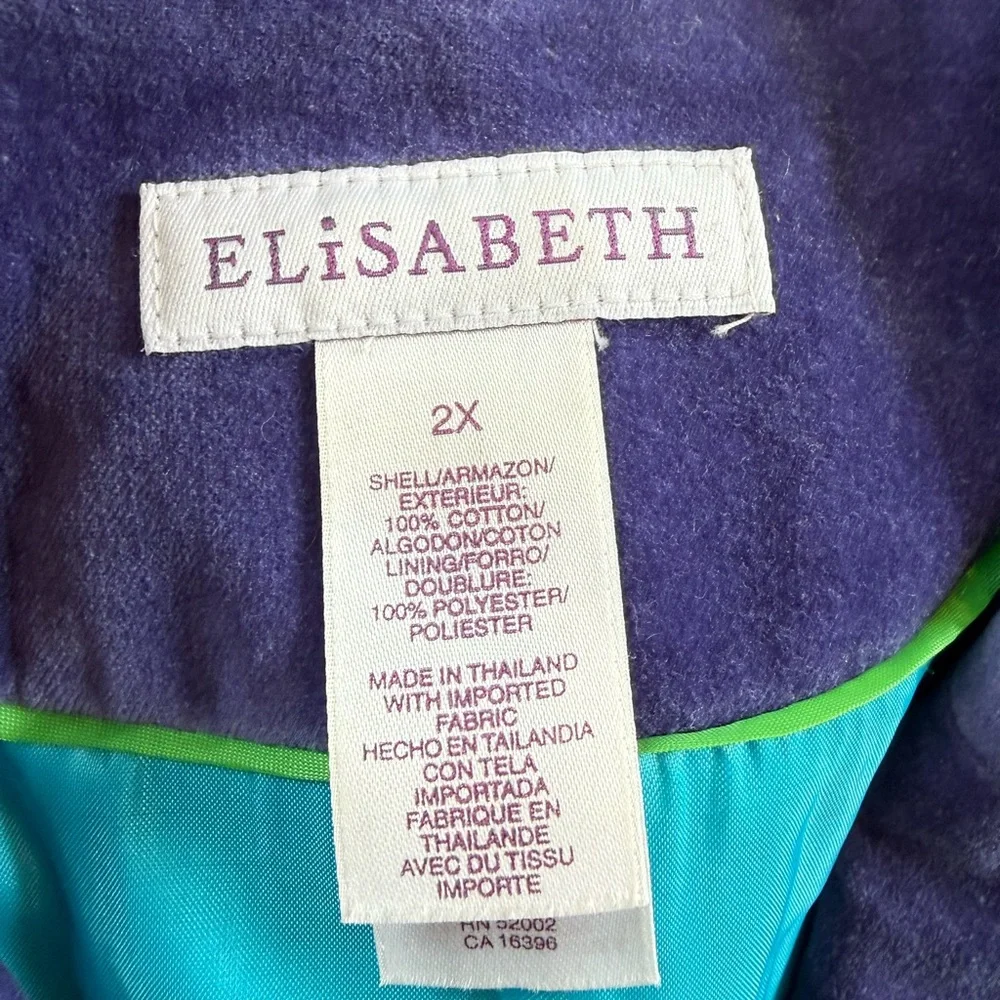 ELiSABETH
2X
SHELL/ARMAZON/
EXTERIEUR:
100% COTTON/
ALGODON/COTON
LINING/FORRO/
DOUBLURE:
100% POLYESTER/
POLIESTER
MADE IN THAILAND
WITH IMPORTED
FABRIC
HECHO EN TAILANDIA
CON TELA
IMPORTADA
FABRIQUE EN
THAILANDE
AVEC DU TISSU
IMPORTE
RN 52002
CA 16396